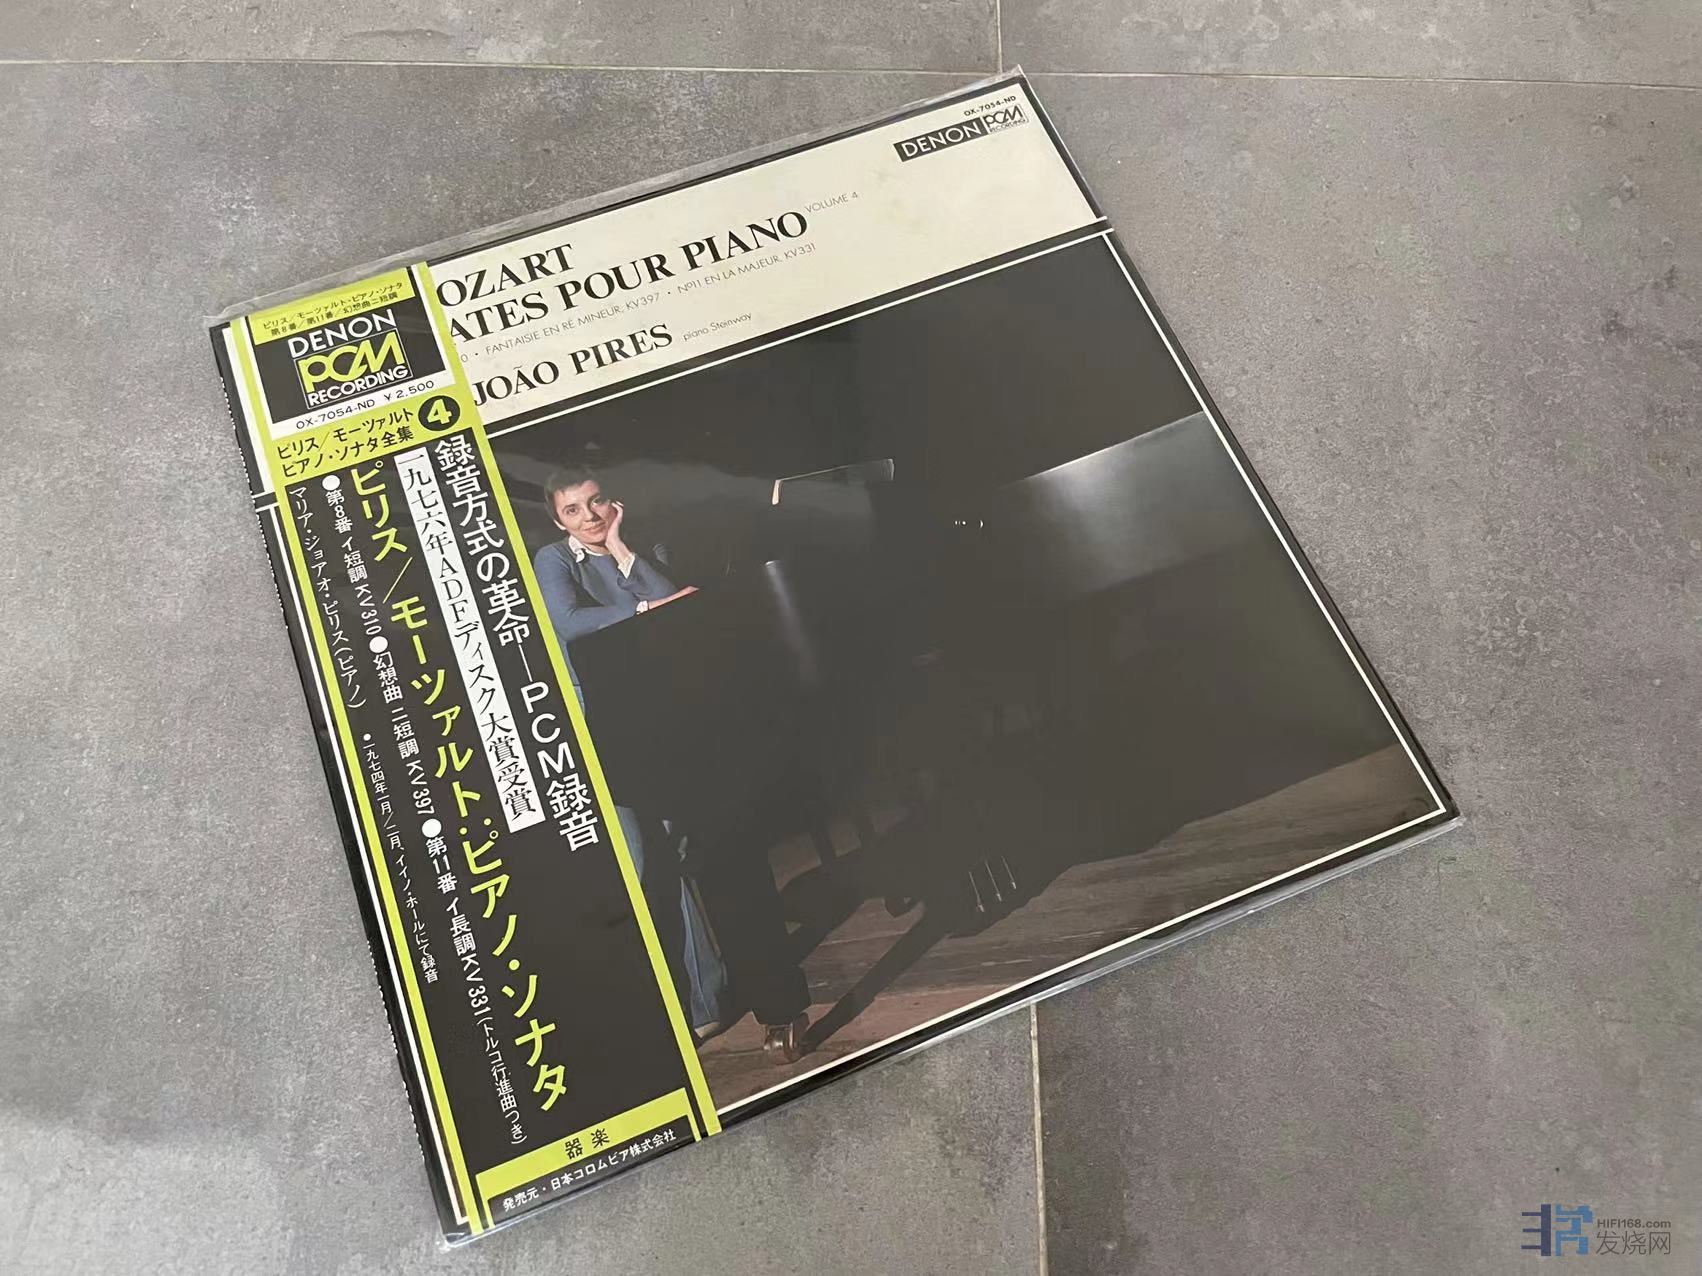 OX-7054-ND
DENON PCM RECORDING
OZART
VOLUME 4
ATES POUR PIANO
0 · FANTAISIE EN RÉ MINEUR, KV397 · Nº11 EN LA MAJEUR, KV331
JOÃO PIRES piano Steinway
ピリス/モーツァルト・ピアノ・ソナタ
第8番/第11番/幻想曲ニ短調
DENON
PCM
RECORDING
OX-7054-ND ¥2,500
ピリス/モーツァルト
ピアノ・ソナタ全集
4
録音方式の革命—PCM録音
一九七六年ADFディスク大賞受賞
ピリス/モーツァルト:ピアノ・ソナタ
●第8番 イ短調 KV310●幻想曲 ニ短調 KV397●第11番 イ長調 KV331(トルコ行進曲つき)
マリア・ジョアオ・ピリス(ピアノ)
●一九七四年一月/二月、イイノ・ホールにて録音
器楽
発売元・日本コロムビア株式会社
HIFI168.com
发烧网